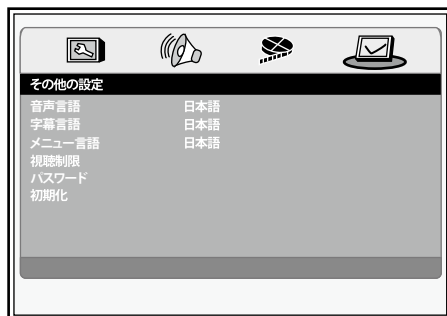 その他の設定
音声言語 日本語
字幕言語 日本語
メニュー言語 日本語
視聴制限
パスワード
初期化